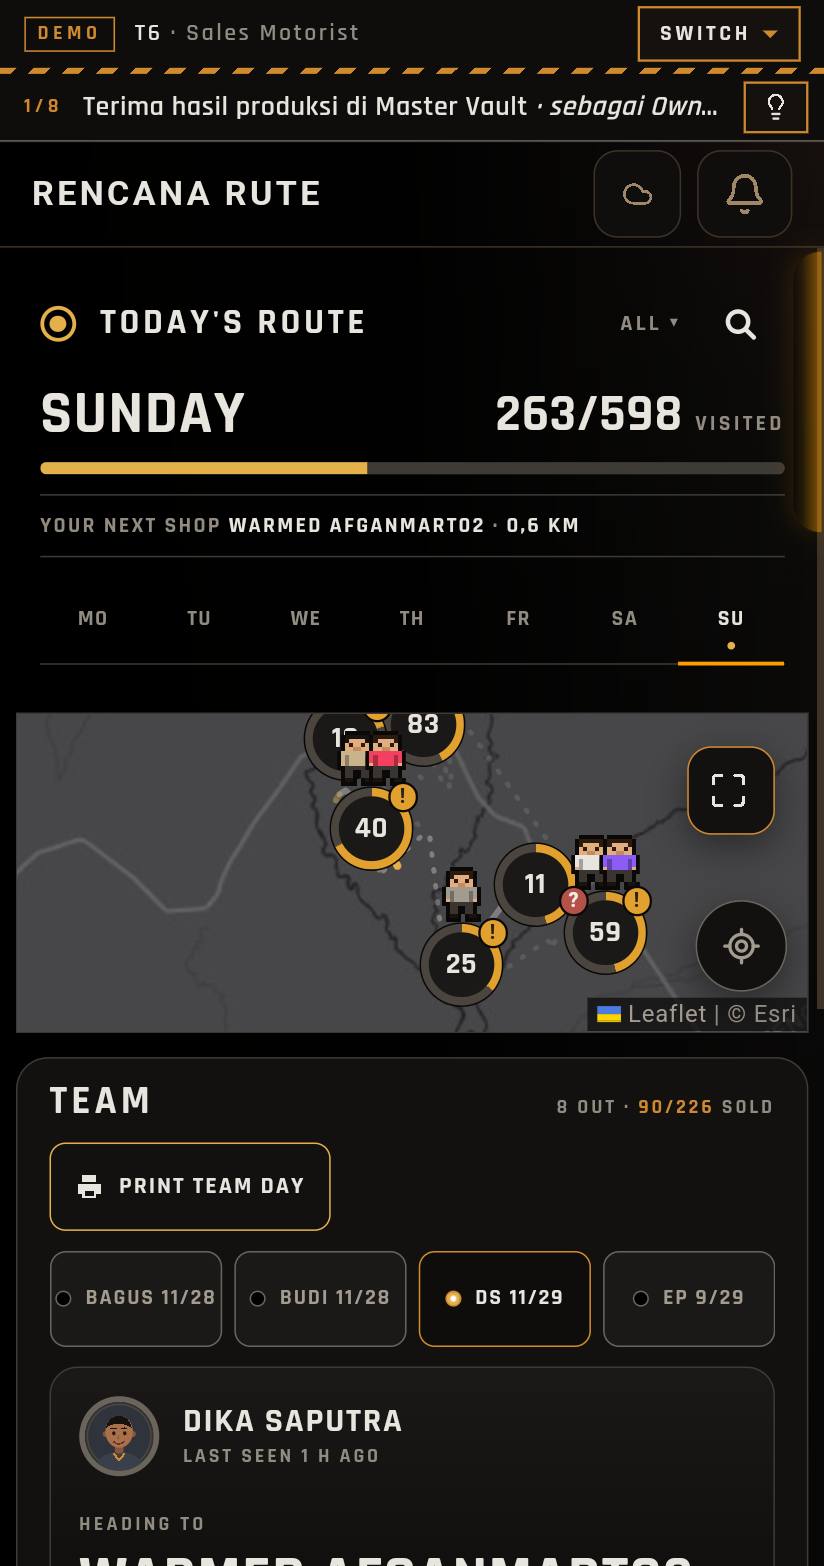 DEMO T6 · Sales Motorist SWITCH
1/8 Terima hasil produksi di Master Vault · sebagai Own...
RENCANA RUTE
TODAY'S ROUTE ALL ▼
SUNDAY 263/598 VISITED
YOUR NEXT SHOP WARMED AFGANMART02 · 0,6 KM
MO TU WE TH FR SA SU
83
40 !
11 ?
59 !
25 !
Leaflet | © Esri
TEAM 8 OUT · 90/226 SOLD
PRINT TEAM DAY
BAGUS 11/28 BUDI 11/28 DS 11/29 EP 9/29
DIKA SAPUTRA
LAST SEEN 1 H AGO
HEADING TO
WARMED AFGANMART02